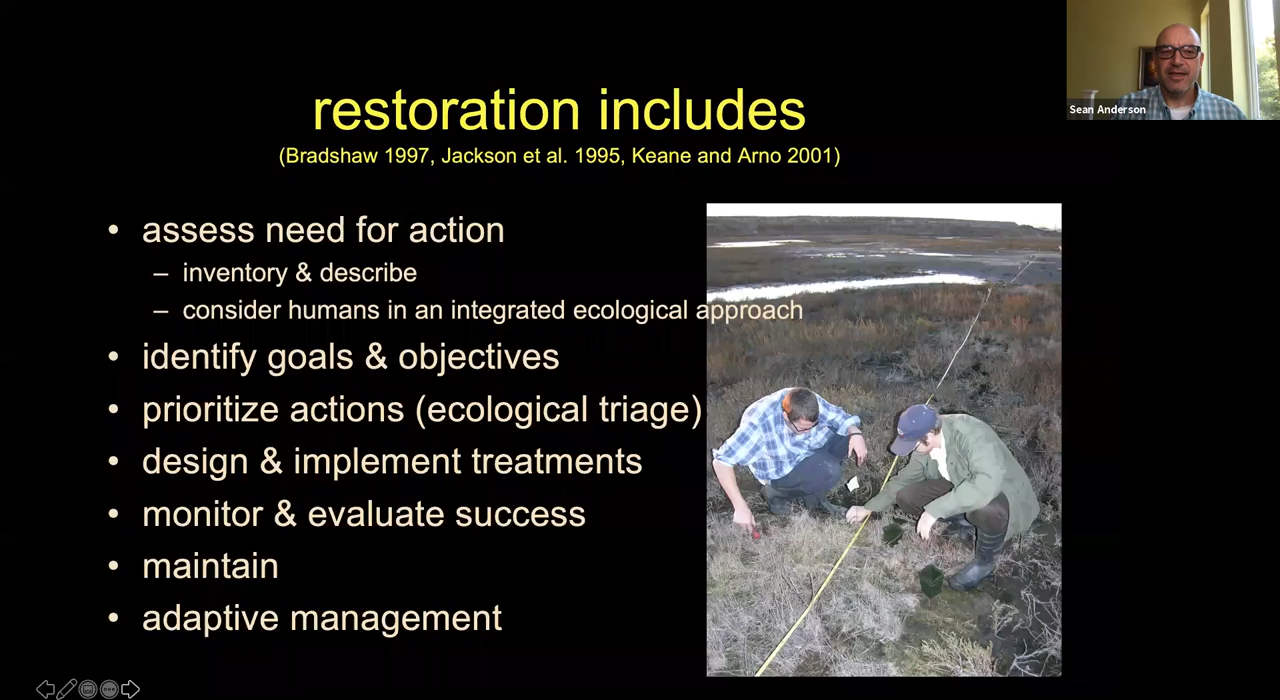 restoration includes
(Bradshaw 1997, Jackson et al. 1995, Keane and Arno 2001)
• assess need for action
– inventory & describe
– consider humans in an integrated ecological approach
• identify goals & objectives
• prioritize actions (ecological triage)
• design & implement treatments
• monitor & evaluate success
• maintain
• adaptive management
Sean Anderson